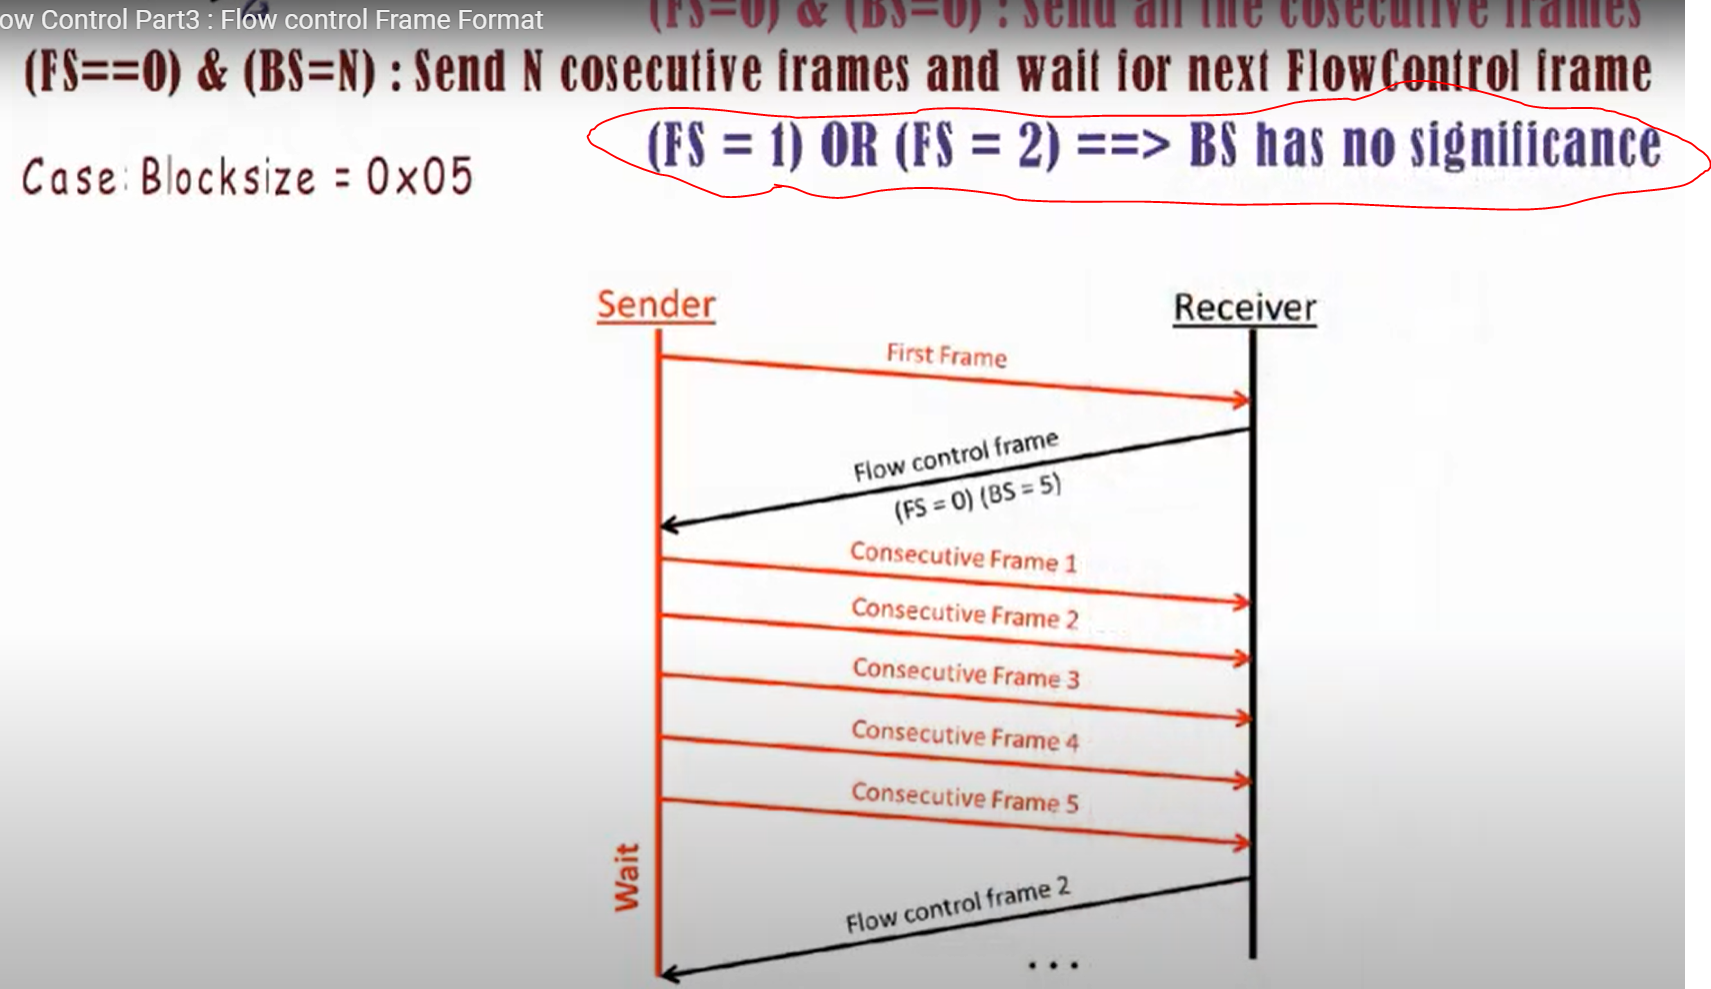 ow Control Part3 : Flow control Frame Format
(FS=0) & (BS=0) : Send all the cosecutive frames
(FS==0) & (BS=N) : Send N cosecutive frames and wait for next FlowControl frame
(FS = 1) OR (FS = 2) ==> BS has no significance
Case: Blocksize = 0x05
Sender
Receiver
First Frame
Flow control frame
(FS = 0) (BS = 5)
Consecutive Frame 1
Consecutive Frame 2
Consecutive Frame 3
Consecutive Frame 4
Consecutive Frame 5
Wait
Flow control frame 2
. . .